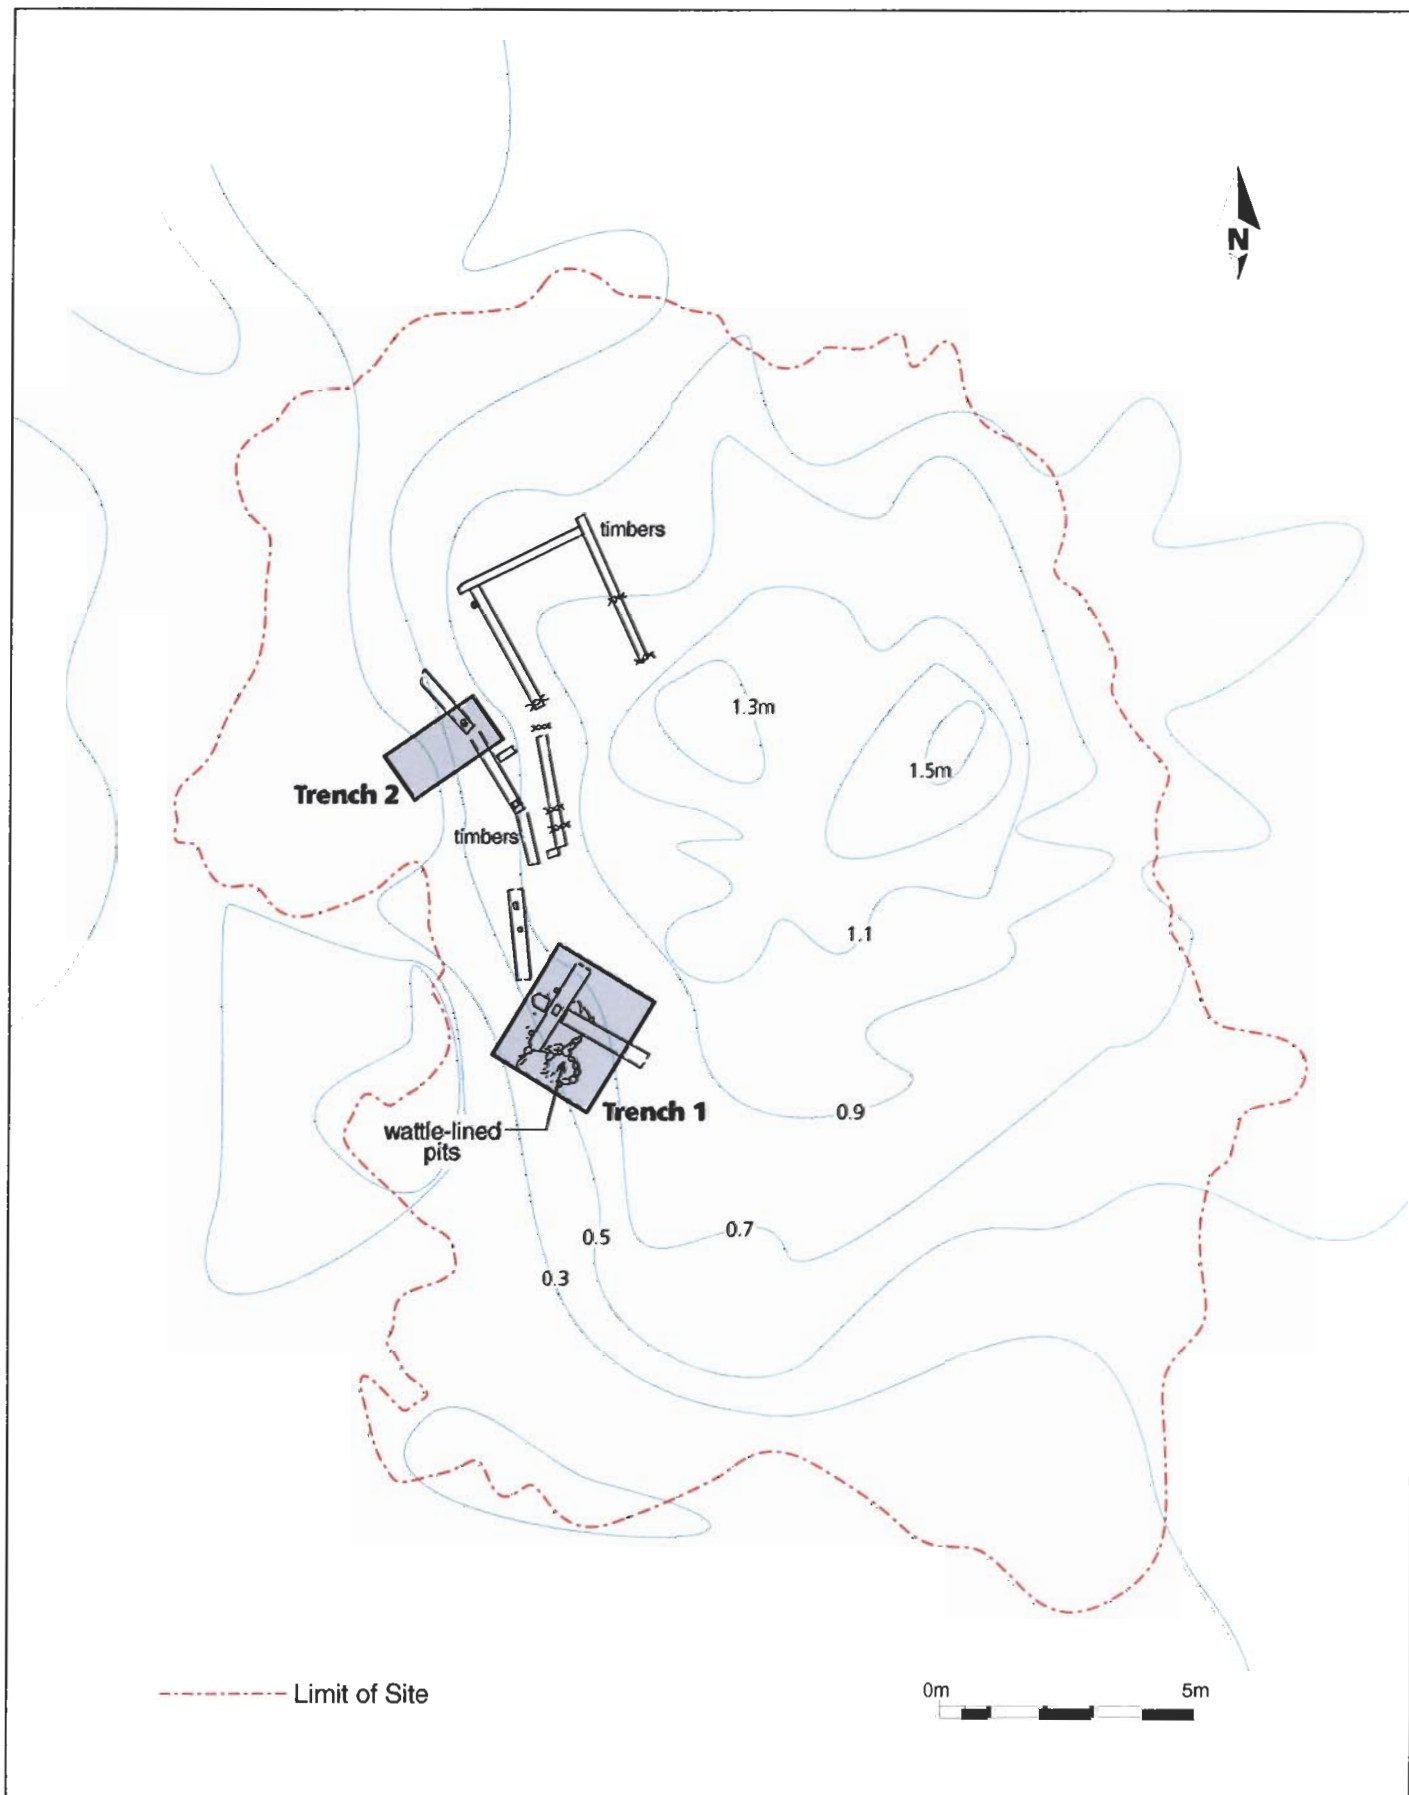 N
timbers
1.3m
1.5m
Trench 2
timbers
1.1
Trench 1
0.9
wattle-lined
pits
0.7
0.5
0.3
Limit of Site
0m 5m